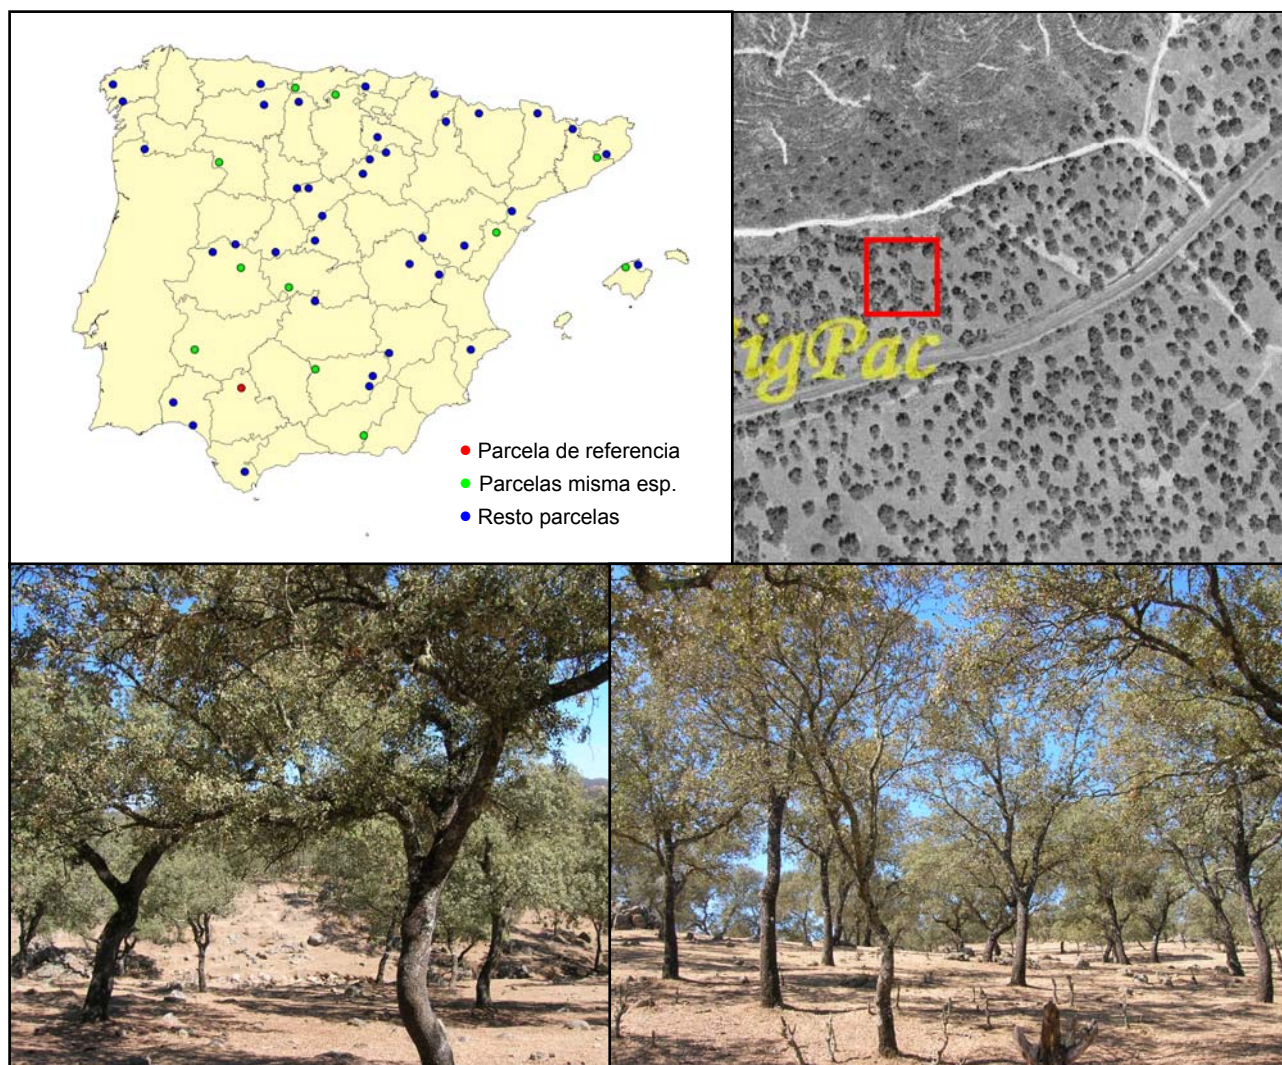 Parcela de referencia
Parcelas misma esp.
Resto parcelas
igPac